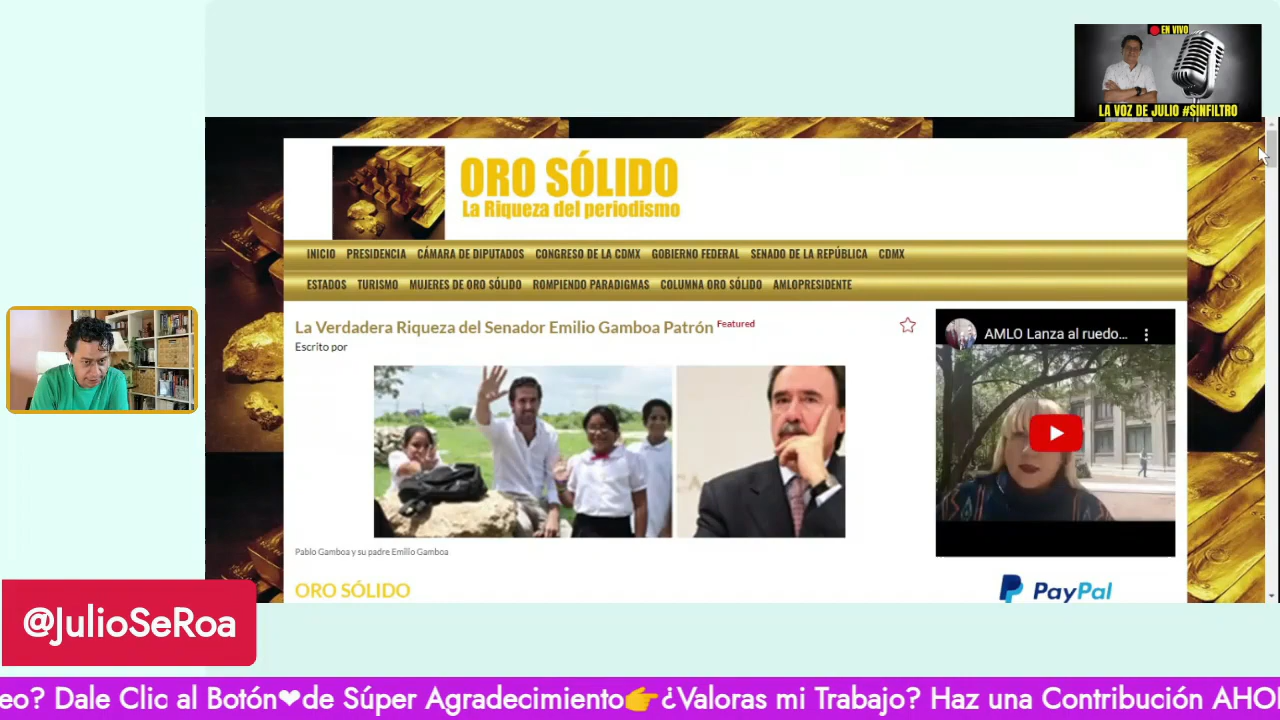 EN VIVO
LA VOZ DE JULIO #SINFILTRO
ORO SÓLIDO
La Riqueza del periodismo
INICIO PRESIDENCIA CÁMARA DE DIPUTADOS CONGRESO DE LA CDMX GOBIERNO FEDERAL SENADO DE LA REPÚBLICA CDMX
ESTADOS TURISMO MUJERES DE ORO SÓLIDO ROMPIENDO PARADIGMAS COLUMNA ORO SÓLIDO AMLOPRESIDENTE
La Verdadera Riqueza del Senador Emilio Gamboa Patrón Featured
Escrito por
AMLO Lanza al ruedo...
Pablo Gamboa y su padre Emilio Gamboa
ORO SÓLIDO
PayPal
@JulioSeRoa
eo? Dale Clic al Botón❤de Súper Agradecimiento👉¿Valoras mi Trabajo? Haz una Contribución AHO